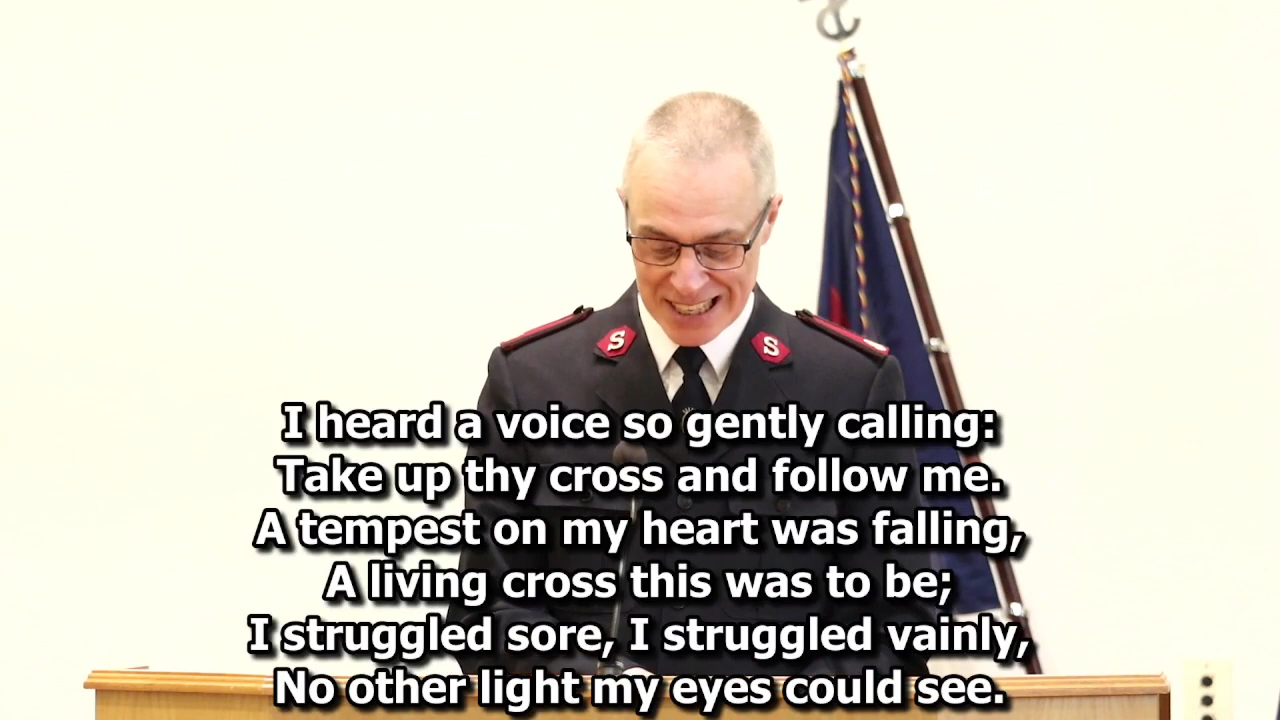 S S
I heard a voice so gently calling:
Take up thy cross and follow me.
A tempest on my heart was falling,
A living cross this was to be;
I struggled sore, I struggled vainly,
No other light my eyes could see.